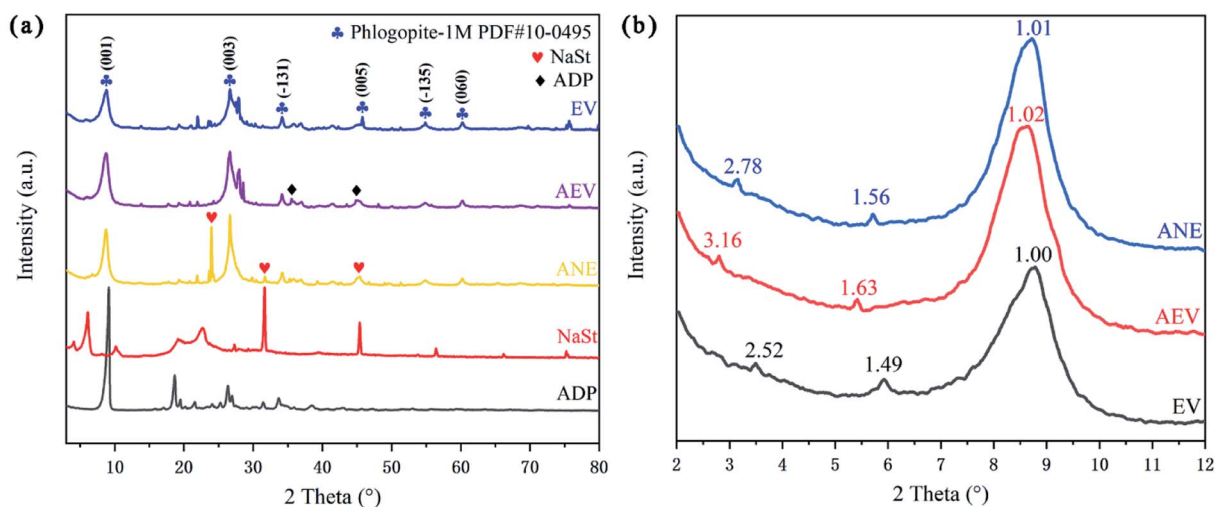 (a)
♣ Phlogopite-1M PDF#10-0495
♥ NaSt
♦ ADP
(001)
(003)
(-131)
(005)
(-135)
(060)
EV
AEV
ANE
NaSt
ADP
Intensity (a.u.)
10 20 30 40 50 60 70 80
2 Theta (°)
(b)
1.01
2.78
1.56
ANE
1.02
3.16
1.63
AEV
1.00
2.52
1.49
EV
Intensity (a.u.)
2 3 4 5 6 7 8 9 10 11 12
2 Theta (°)